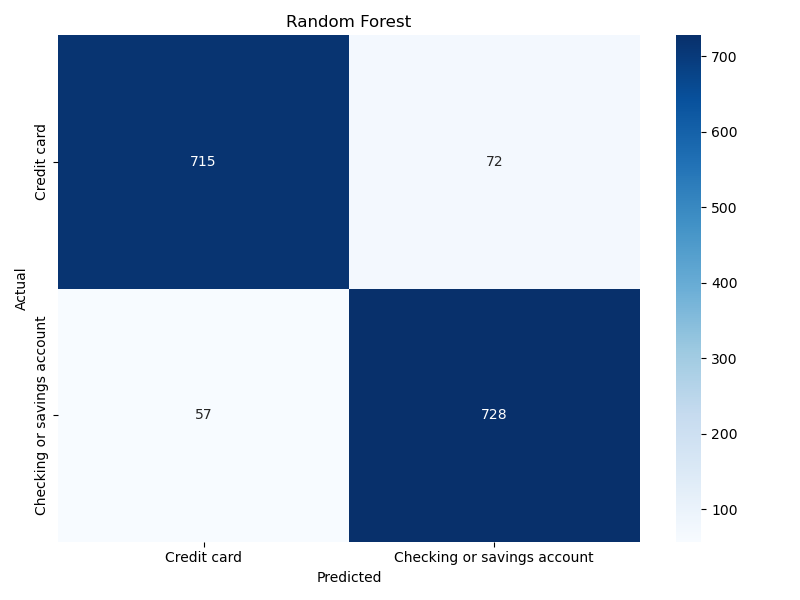 Random Forest
Actual
Credit card
Checking or savings account
715
72
57
728
Credit card
Checking or savings account
Predicted
700
600
500
400
300
200
100